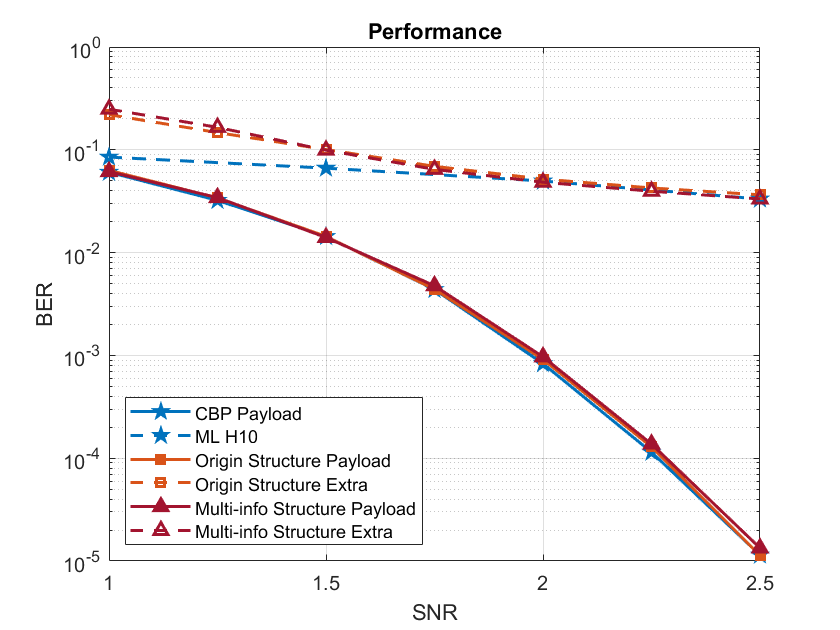 Performance
10^0
10^-1
10^-2
10^-3
10^-4
10^-5
BER
CBP Payload
ML H10
Origin Structure Payload
Origin Structure Extra
Multi-info Structure Payload
Multi-info Structure Extra
1 1.5 2 2.5
SNR